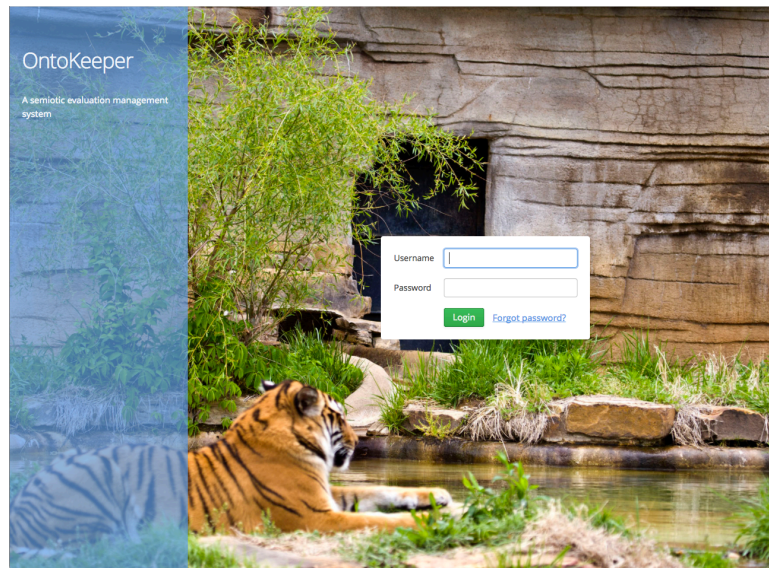 OntoKeeper
A semiotic evaluation management
system
Username
Password
Login Forgot password?